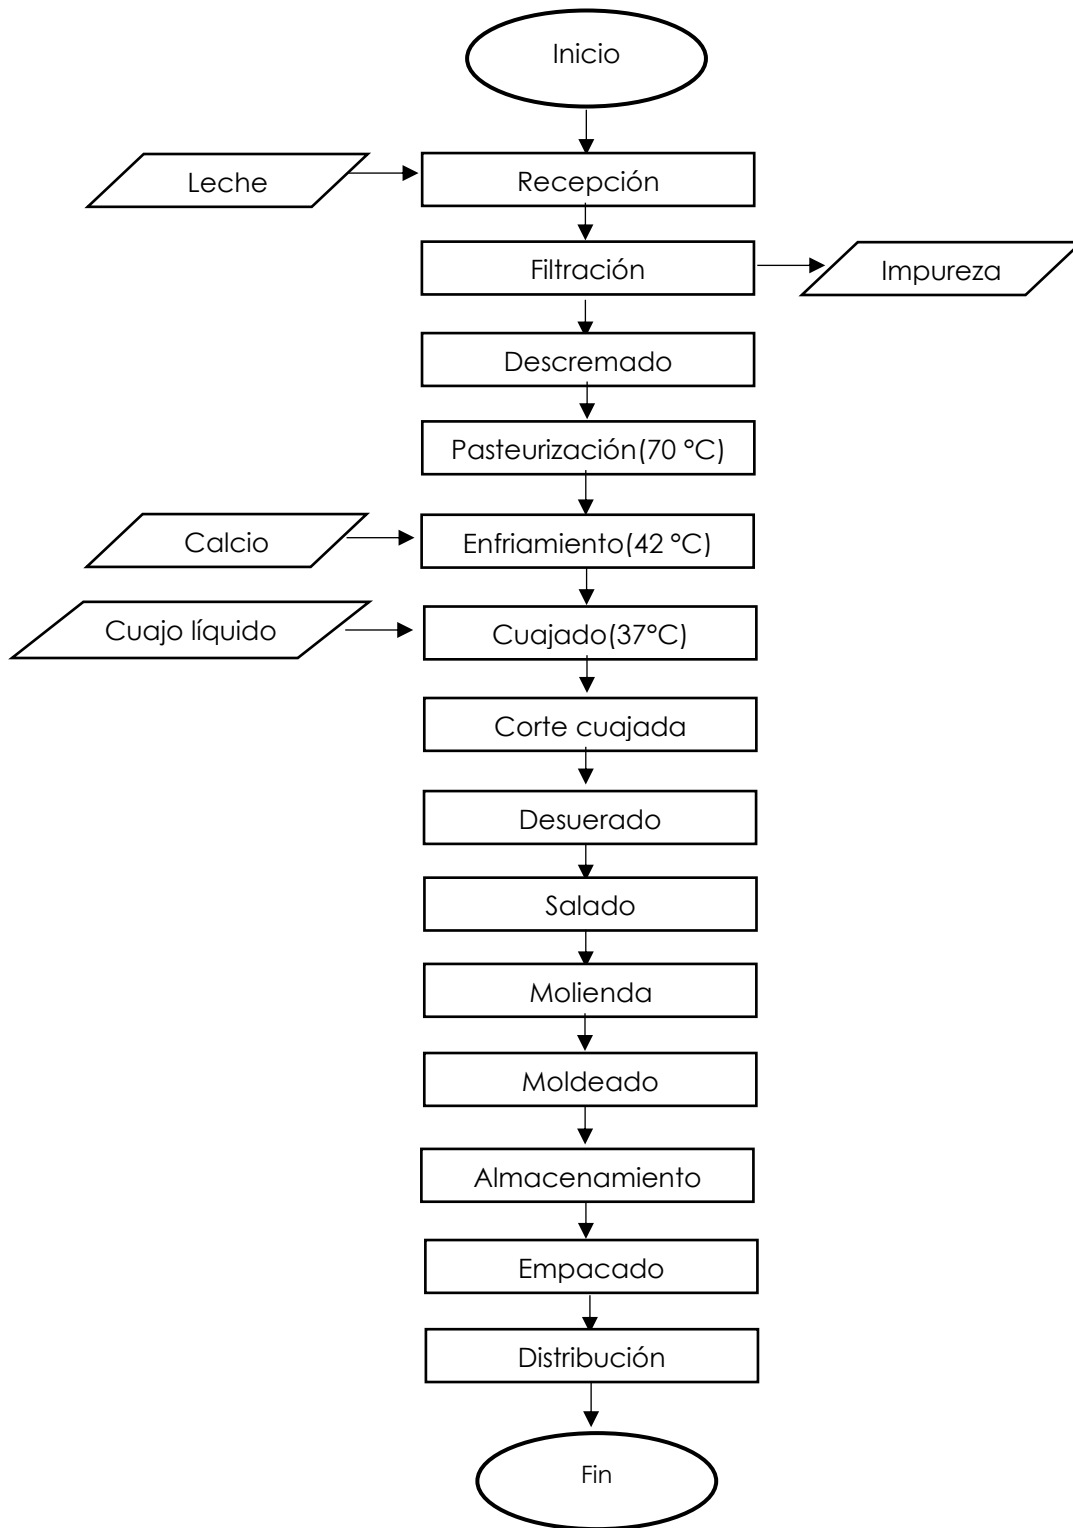 Inicio
Leche
Recepción
Filtración
Impureza
Descremado
Pasteurización(70 °C)
Calcio
Enfriamiento(42 °C)
Cuajo líquido
Cuajado(37°C)
Corte cuajada
Desuerado
Salado
Molienda
Moldeado
Almacenamiento
Empacado
Distribución
Fin